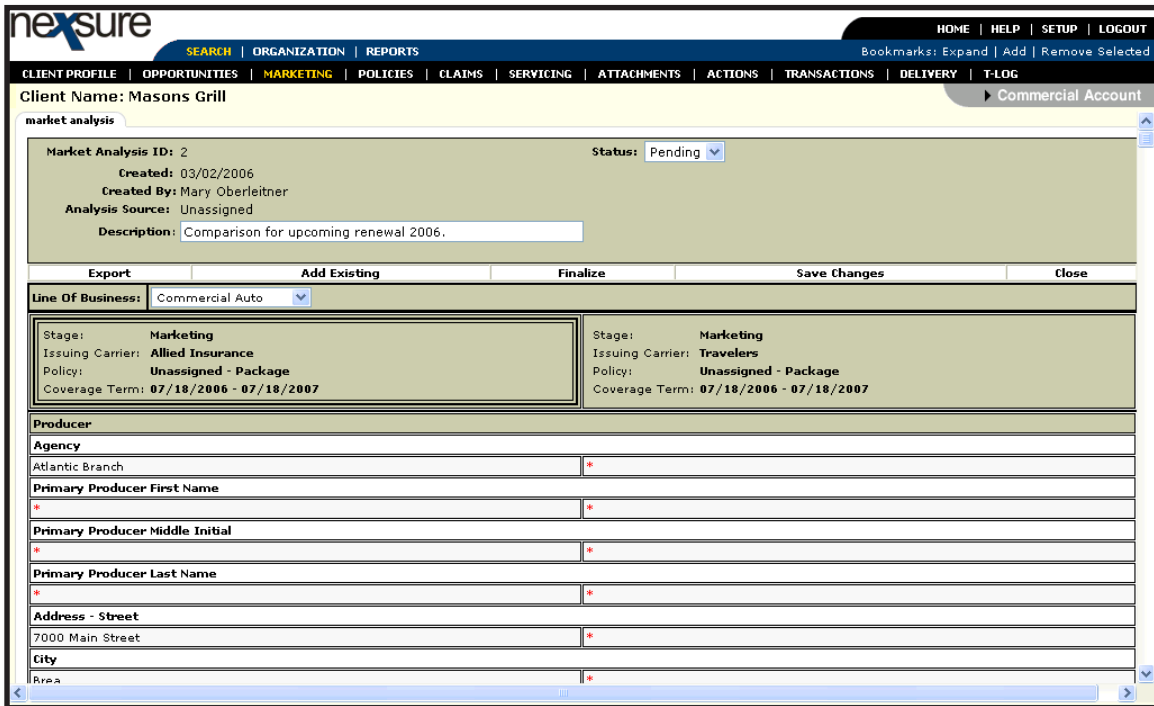 nexsure
HOME | HELP | SETUP | LOGOUT
SEARCH | ORGANIZATION | REPORTS
Bookmarks: Expand | Add | Remove Selected
CLIENT PROFILE | OPPORTUNITIES | MARKETING | POLICIES | CLAIMS | SERVICING | ATTACHMENTS | ACTIONS | TRANSACTIONS | DELIVERY | T-LOG
Client Name: Masons Grill
Commercial Account
market analysis
Market Analysis ID: 2
Status: Pending
Created: 03/02/2006
Created By: Mary Oberleitner
Analysis Source: Unassigned
Description: Comparison for upcoming renewal 2006.
Export Add Existing Finalize Save Changes Close
Line Of Business: Commercial Auto
Stage: Marketing
Issuing Carrier: Allied Insurance
Policy: Unassigned - Package
Coverage Term: 07/18/2006 - 07/18/2007
Stage: Marketing
Issuing Carrier: Travelers
Policy: Unassigned - Package
Coverage Term: 07/18/2006 - 07/18/2007
Producer
Agency
Atlantic Branch *
Primary Producer First Name
* *
Primary Producer Middle Initial
* *
Primary Producer Last Name
* *
Address - Street
7000 Main Street *
City
Brea *